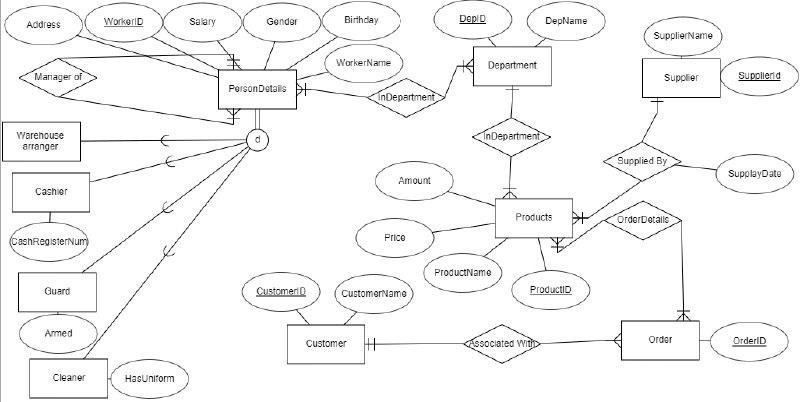 Address
WorkerID
Salary
Gender
Birthday
DepID
DepName
SupplierName
WorkerName
Manager of
PersonDetails
Department
Supplier
SupplierId
InDepartment
Warehouse
arranger
d
InDepartment
Supplied By
SupplayDate
Cashier
Amount
Products
OrderDetails
CashRegisterNum
Price
ProductName
ProductID
Guard
CustomerID
CustomerName
Armed
Customer
Associated With
Order
OrderID
Cleaner
HasUniform